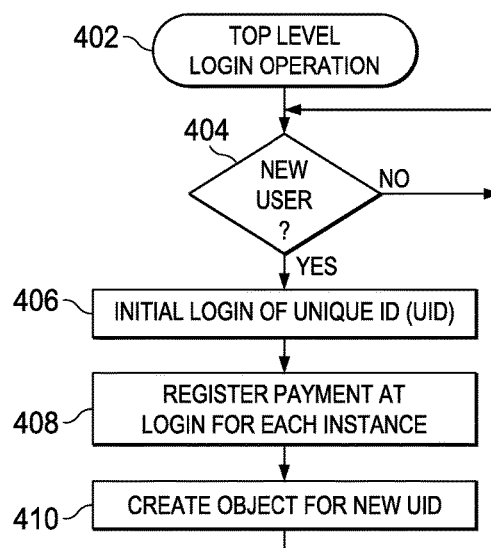 402
TOP LEVEL
LOGIN OPERATION
404
NEW
USER
?
NO
YES
406
INITIAL LOGIN OF UNIQUE ID (UID)
408
REGISTER PAYMENT AT
LOGIN FOR EACH INSTANCE
410
CREATE OBJECT FOR NEW UID